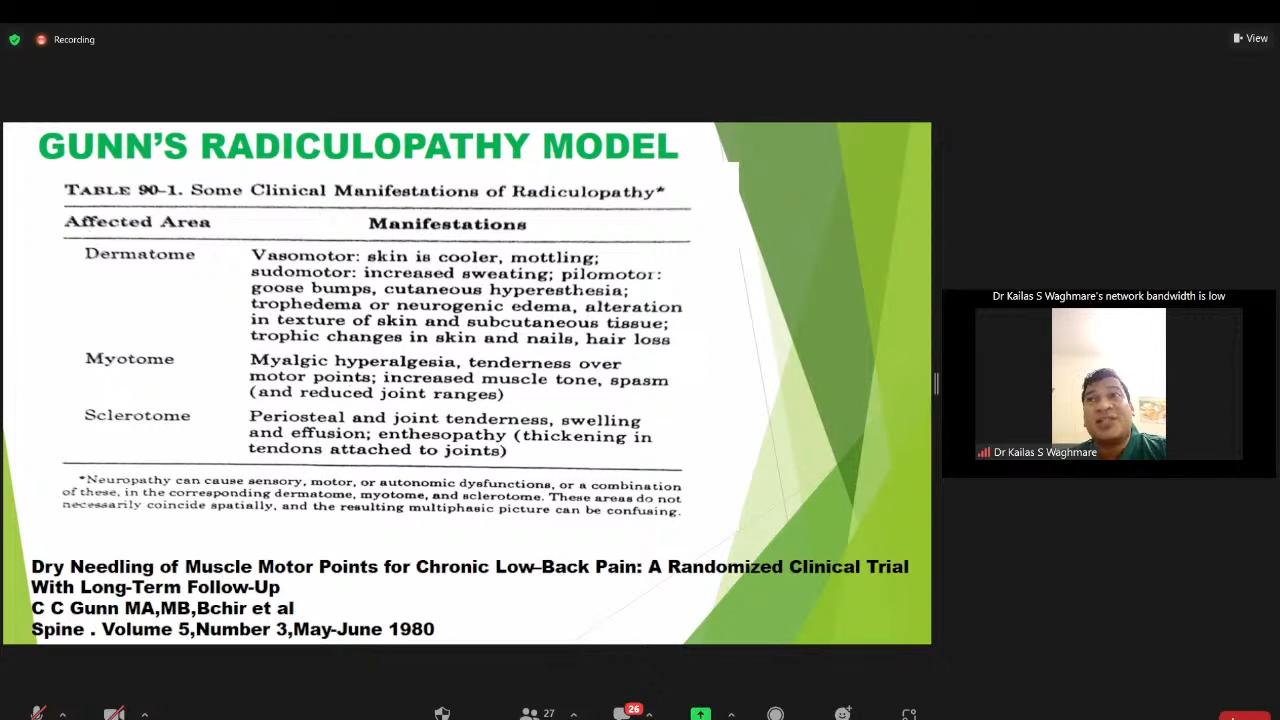 Recording
View
GUNN'S RADICULOPATHY MODEL
TABLE 90-1. Some Clinical Manifestations of Radiculopathy*
Affected Area Manifestations
Dermatome Vasomotor: skin is cooler, mottling;
sudomotor: increased sweating; pilomotor:
goose bumps, cutaneous hyperesthesia;
trophedema or neurogenic edema, alteration
in texture of skin and subcutaneous tissue;
trophic changes in skin and nails, hair loss
Myotome Myalgic hyperalgesia, tenderness over
motor points; increased muscle tone, spasm
(and reduced joint ranges)
Sclerotome Periosteal and joint tenderness, swelling
and effusion; enthesopathy (thickening in
tendons attached to joints)
*Neuropathy can cause sensory, motor, or autonomic dysfunctions, or a combination
of these, in the corresponding dermatome, myotome, and sclerotome. These areas do not
necessarily coincide spatially, and the resulting multiphasic picture can be confusing.
Dry Needling of Muscle Motor Points for Chronic Low-Back Pain: A Randomized Clinical Trial
With Long-Term Follow-Up
C C Gunn MA,MB,Bchir et al
Spine . Volume 5,Number 3,May-June 1980
Dr Kailas S Waghmare's network bandwidth is low
Dr Kailas S Waghmare
27
26